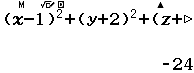 M √▱ ▫
(x-1)²+(y+2)²+(z+▷
-24